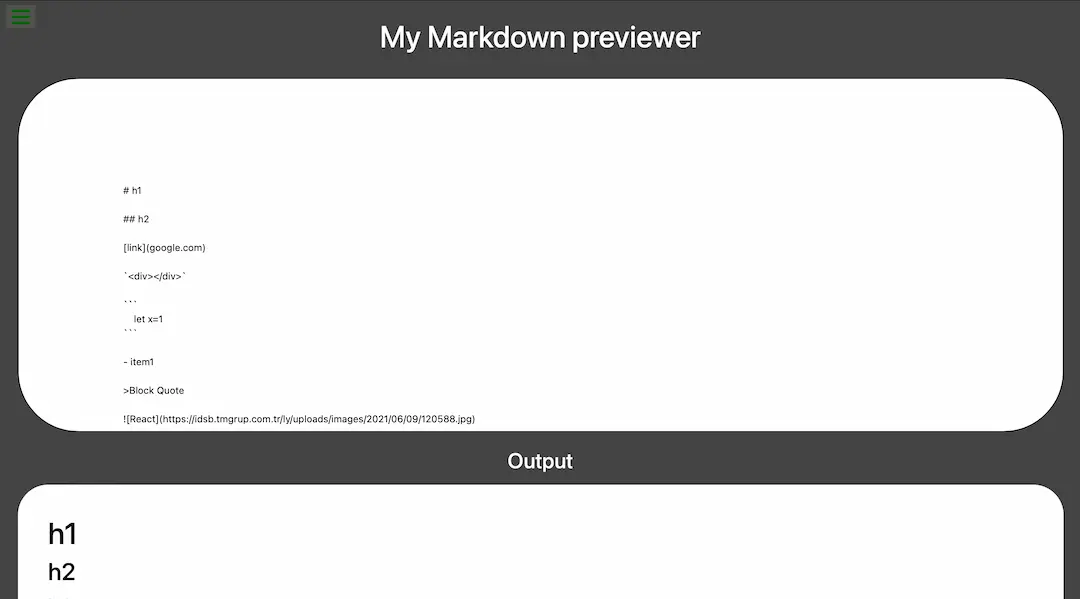 My Markdown previewer
# h1
## h2
[link](google.com)
`<div></div>`
```
let x=1
```
- item1
>Block Quote
![React](https://idsb.tmgrup.com.tr/ly/uploads/images/2021/06/09/120588.jpg)
Output
h1
h2